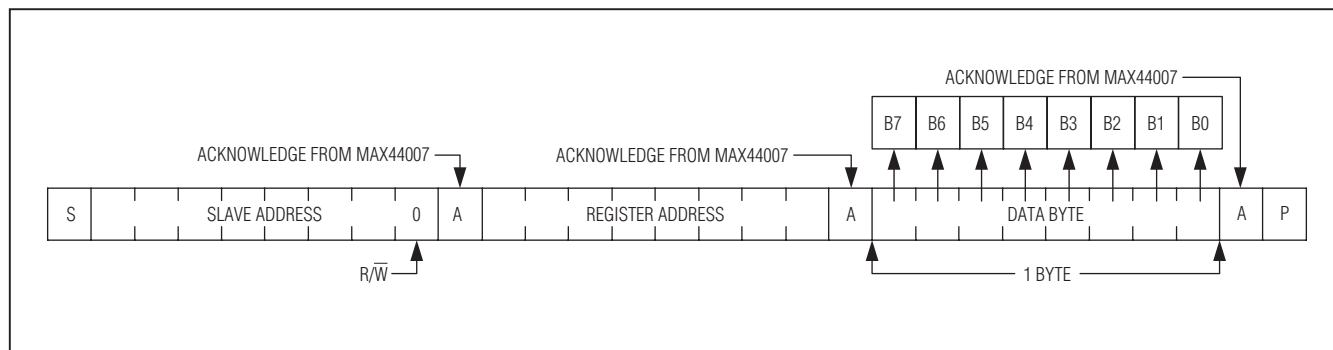 ACKNOWLEDGE FROM MAX44007
B7 B6 B5 B4 B3 B2 B1 B0
ACKNOWLEDGE FROM MAX44007
ACKNOWLEDGE FROM MAX44007
S SLAVE ADDRESS 0 A REGISTER ADDRESS A DATA BYTE A P
R/W̅
1 BYTE